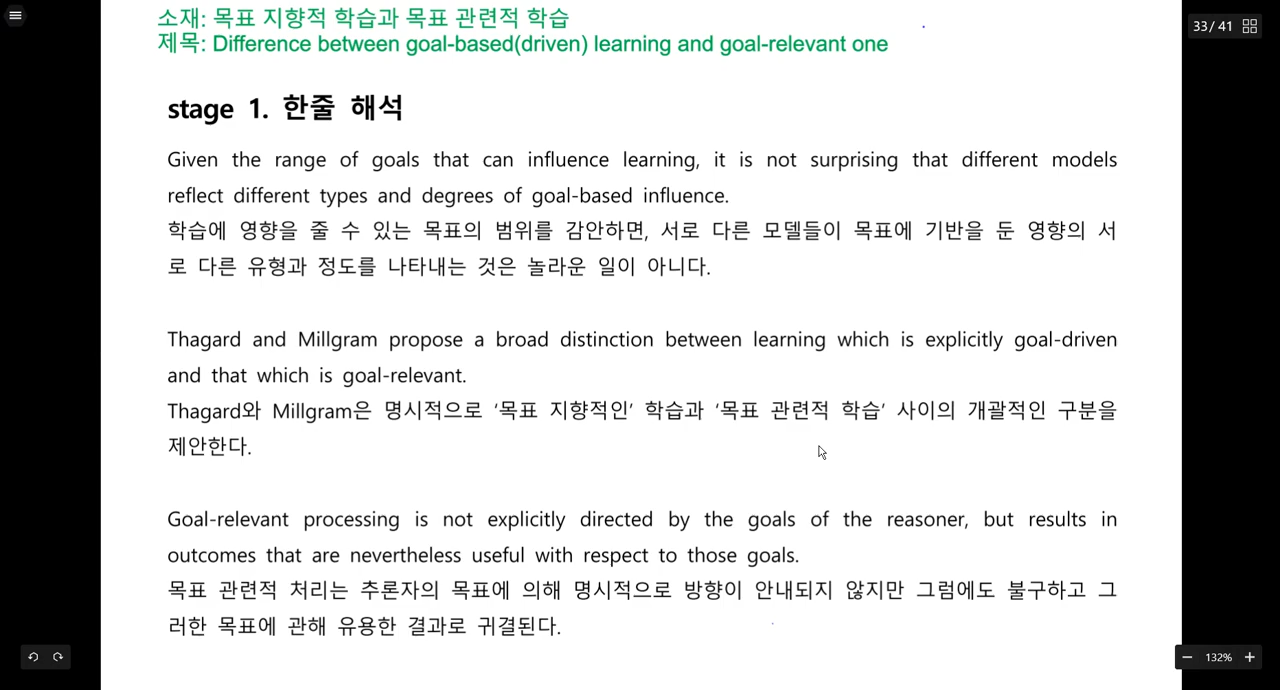 소재: 목표 지향적 학습과 목표 관련적 학습
제목: Difference between goal-based(driven) learning and goal-relevant one
33/ 41
stage 1. 한줄 해석
Given the range of goals that can influence learning, it is not surprising that different models
reflect different types and degrees of goal-based influence.
학습에 영향을 줄 수 있는 목표의 범위를 감안하면, 서로 다른 모델들이 목표에 기반을 둔 영향의 서
로 다른 유형과 정도를 나타내는 것은 놀라운 일이 아니다.
Thagard and Millgram propose a broad distinction between learning which is explicitly goal-driven
and that which is goal-relevant.
Thagard와 Millgram은 명시적으로 ‘목표 지향적인’ 학습과 ‘목표 관련적 학습’ 사이의 개괄적인 구분을
제안한다.
Goal-relevant processing is not explicitly directed by the goals of the reasoner, but results in
outcomes that are nevertheless useful with respect to those goals.
목표 관련적 처리는 추론자의 목표에 의해 명시적으로 방향이 안내되지 않지만 그럼에도 불구하고 그
러한 목표에 관해 유용한 결과로 귀결된다.
132%